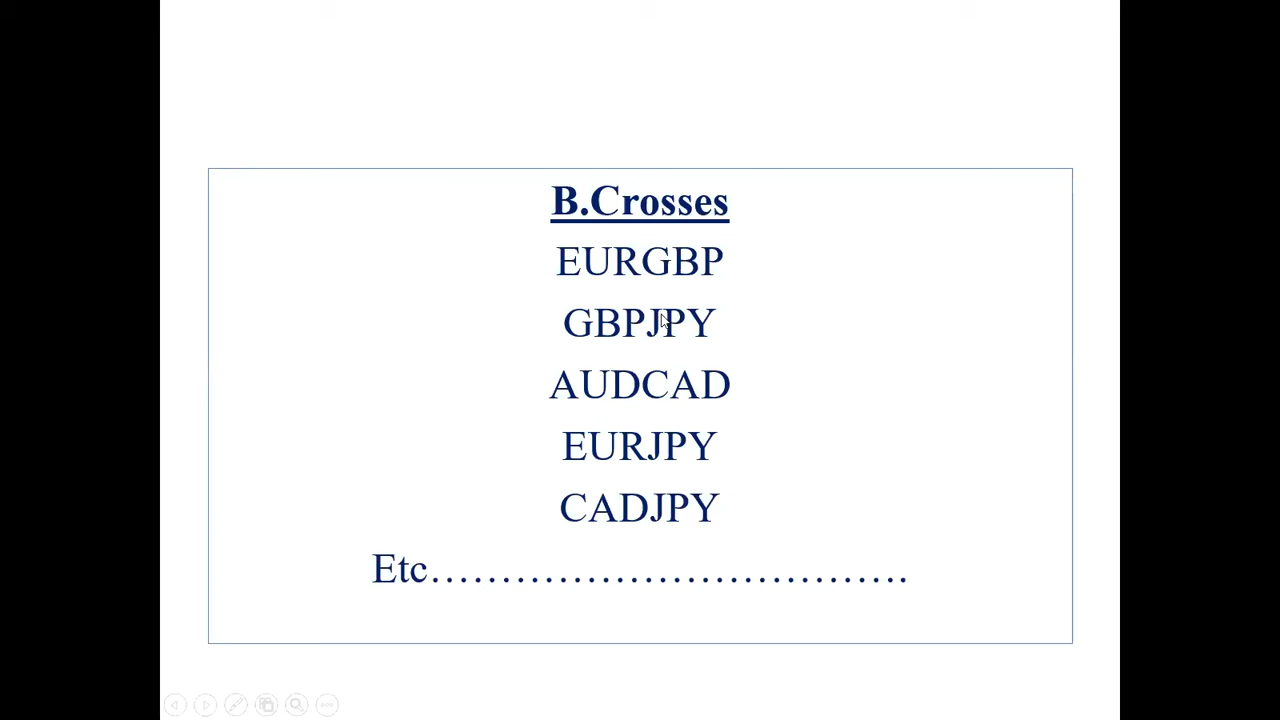 B.Crosses
EURGBP
GBPJPY
AUDCAD
EURJPY
CADJPY
Etc……………………………….